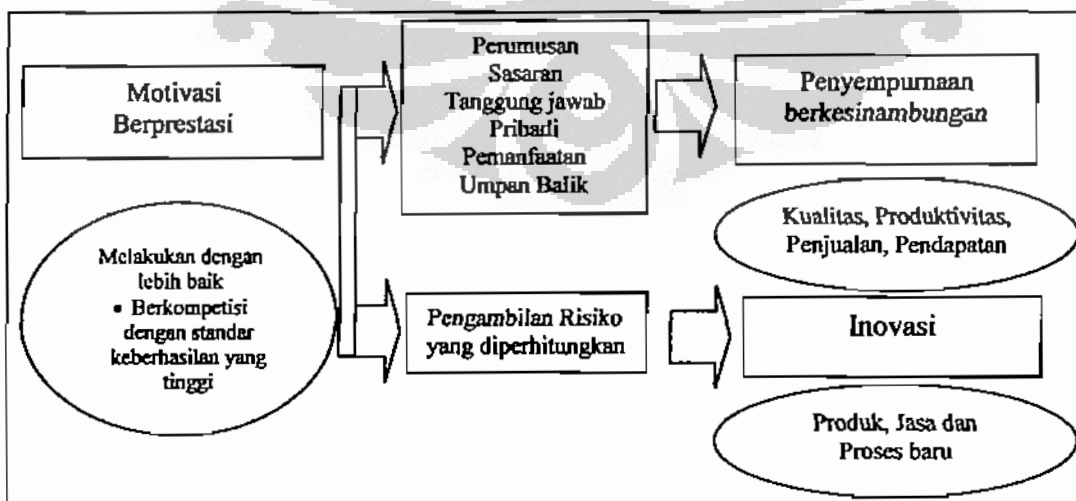 Motivasi
Berprestasi
Perumusan
Sasaran
Tanggung jawab
Pribadi
Pemanfaatan
Umpan Balik
Penyempurnaan
berkesinambungan
Melakukan dengan
lebih baik
• Berkompetisi
dengan standar
keberhasilan yang
tinggi
Kualitas, Produktivitas,
Penjualan, Pendapatan
Pengambilan Risiko
yang diperhitungkan
Inovasi
Produk, Jasa dan
Proses baru